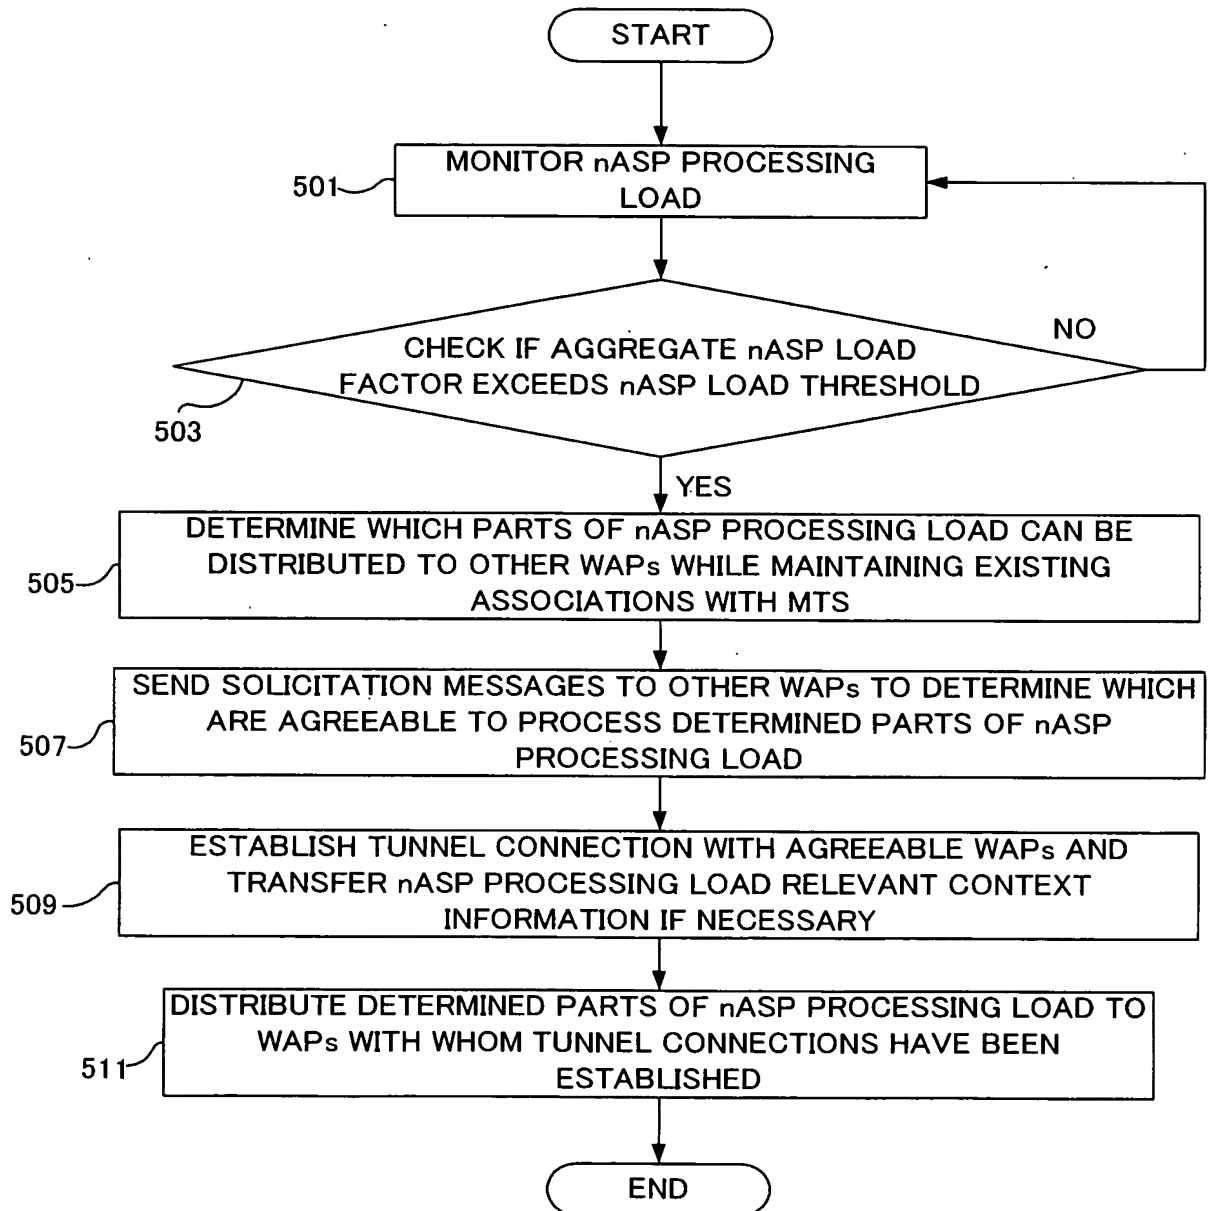 START
MONITOR nASP PROCESSING
LOAD
501
NO
CHECK IF AGGREGATE nASP LOAD
FACTOR EXCEEDS nASP LOAD THRESHOLD
503
YES
DETERMINE WHICH PARTS OF nASP PROCESSING LOAD CAN BE
DISTRIBUTED TO OTHER WAPs WHILE MAINTAINING EXISTING
ASSOCIATIONS WITH MTS
505
SEND SOLICITATION MESSAGES TO OTHER WAPs TO DETERMINE WHICH
ARE AGREEABLE TO PROCESS DETERMINED PARTS OF nASP
PROCESSING LOAD
507
ESTABLISH TUNNEL CONNECTION WITH AGREEABLE WAPs AND
TRANSFER nASP PROCESSING LOAD RELEVANT CONTEXT
INFORMATION IF NECESSARY
509
DISTRIBUTE DETERMINED PARTS OF nASP PROCESSING LOAD TO
WAPs WITH WHOM TUNNEL CONNECTIONS HAVE BEEN
ESTABLISHED
511
END